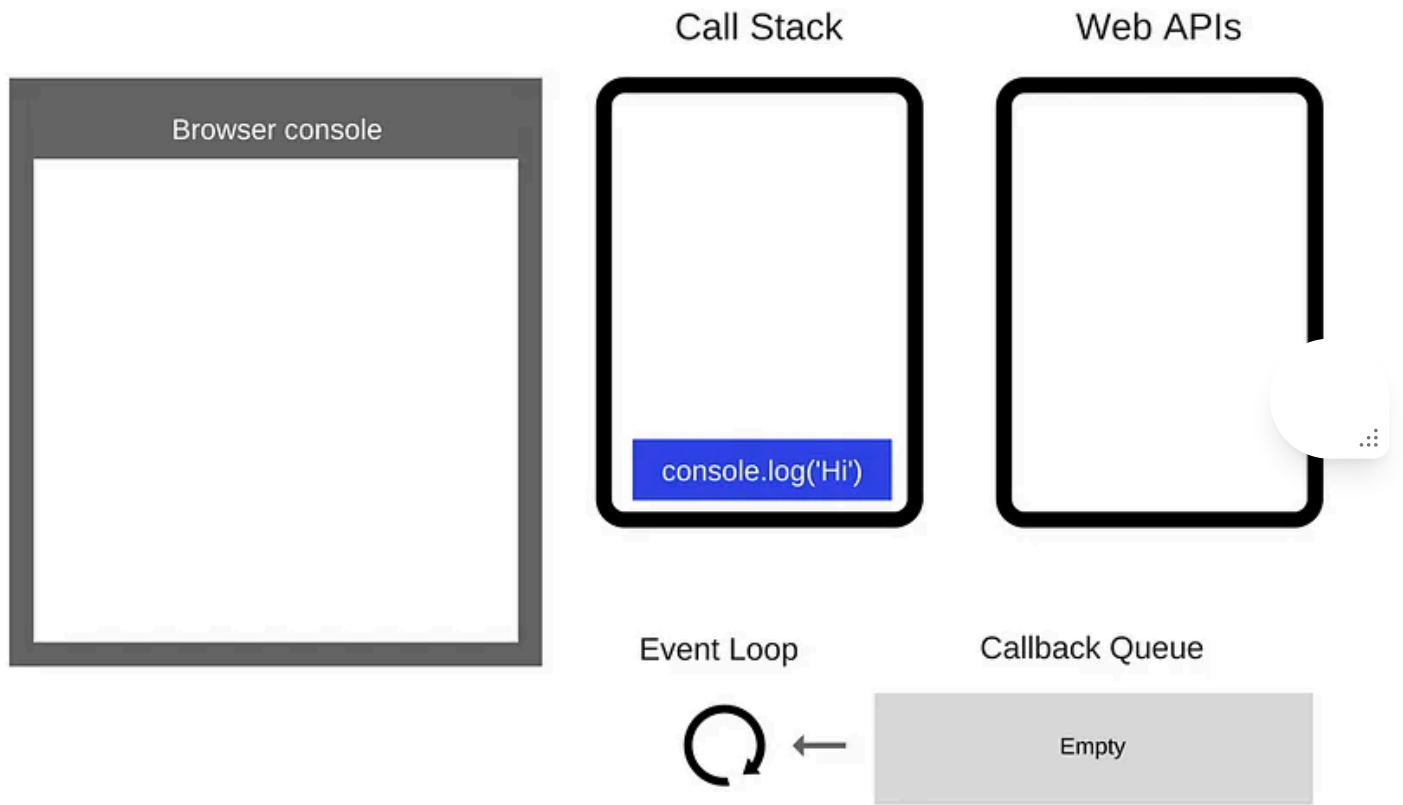 Call Stack
Web APIs
Browser console
console.log('Hi')
Event Loop
Callback Queue
Empty